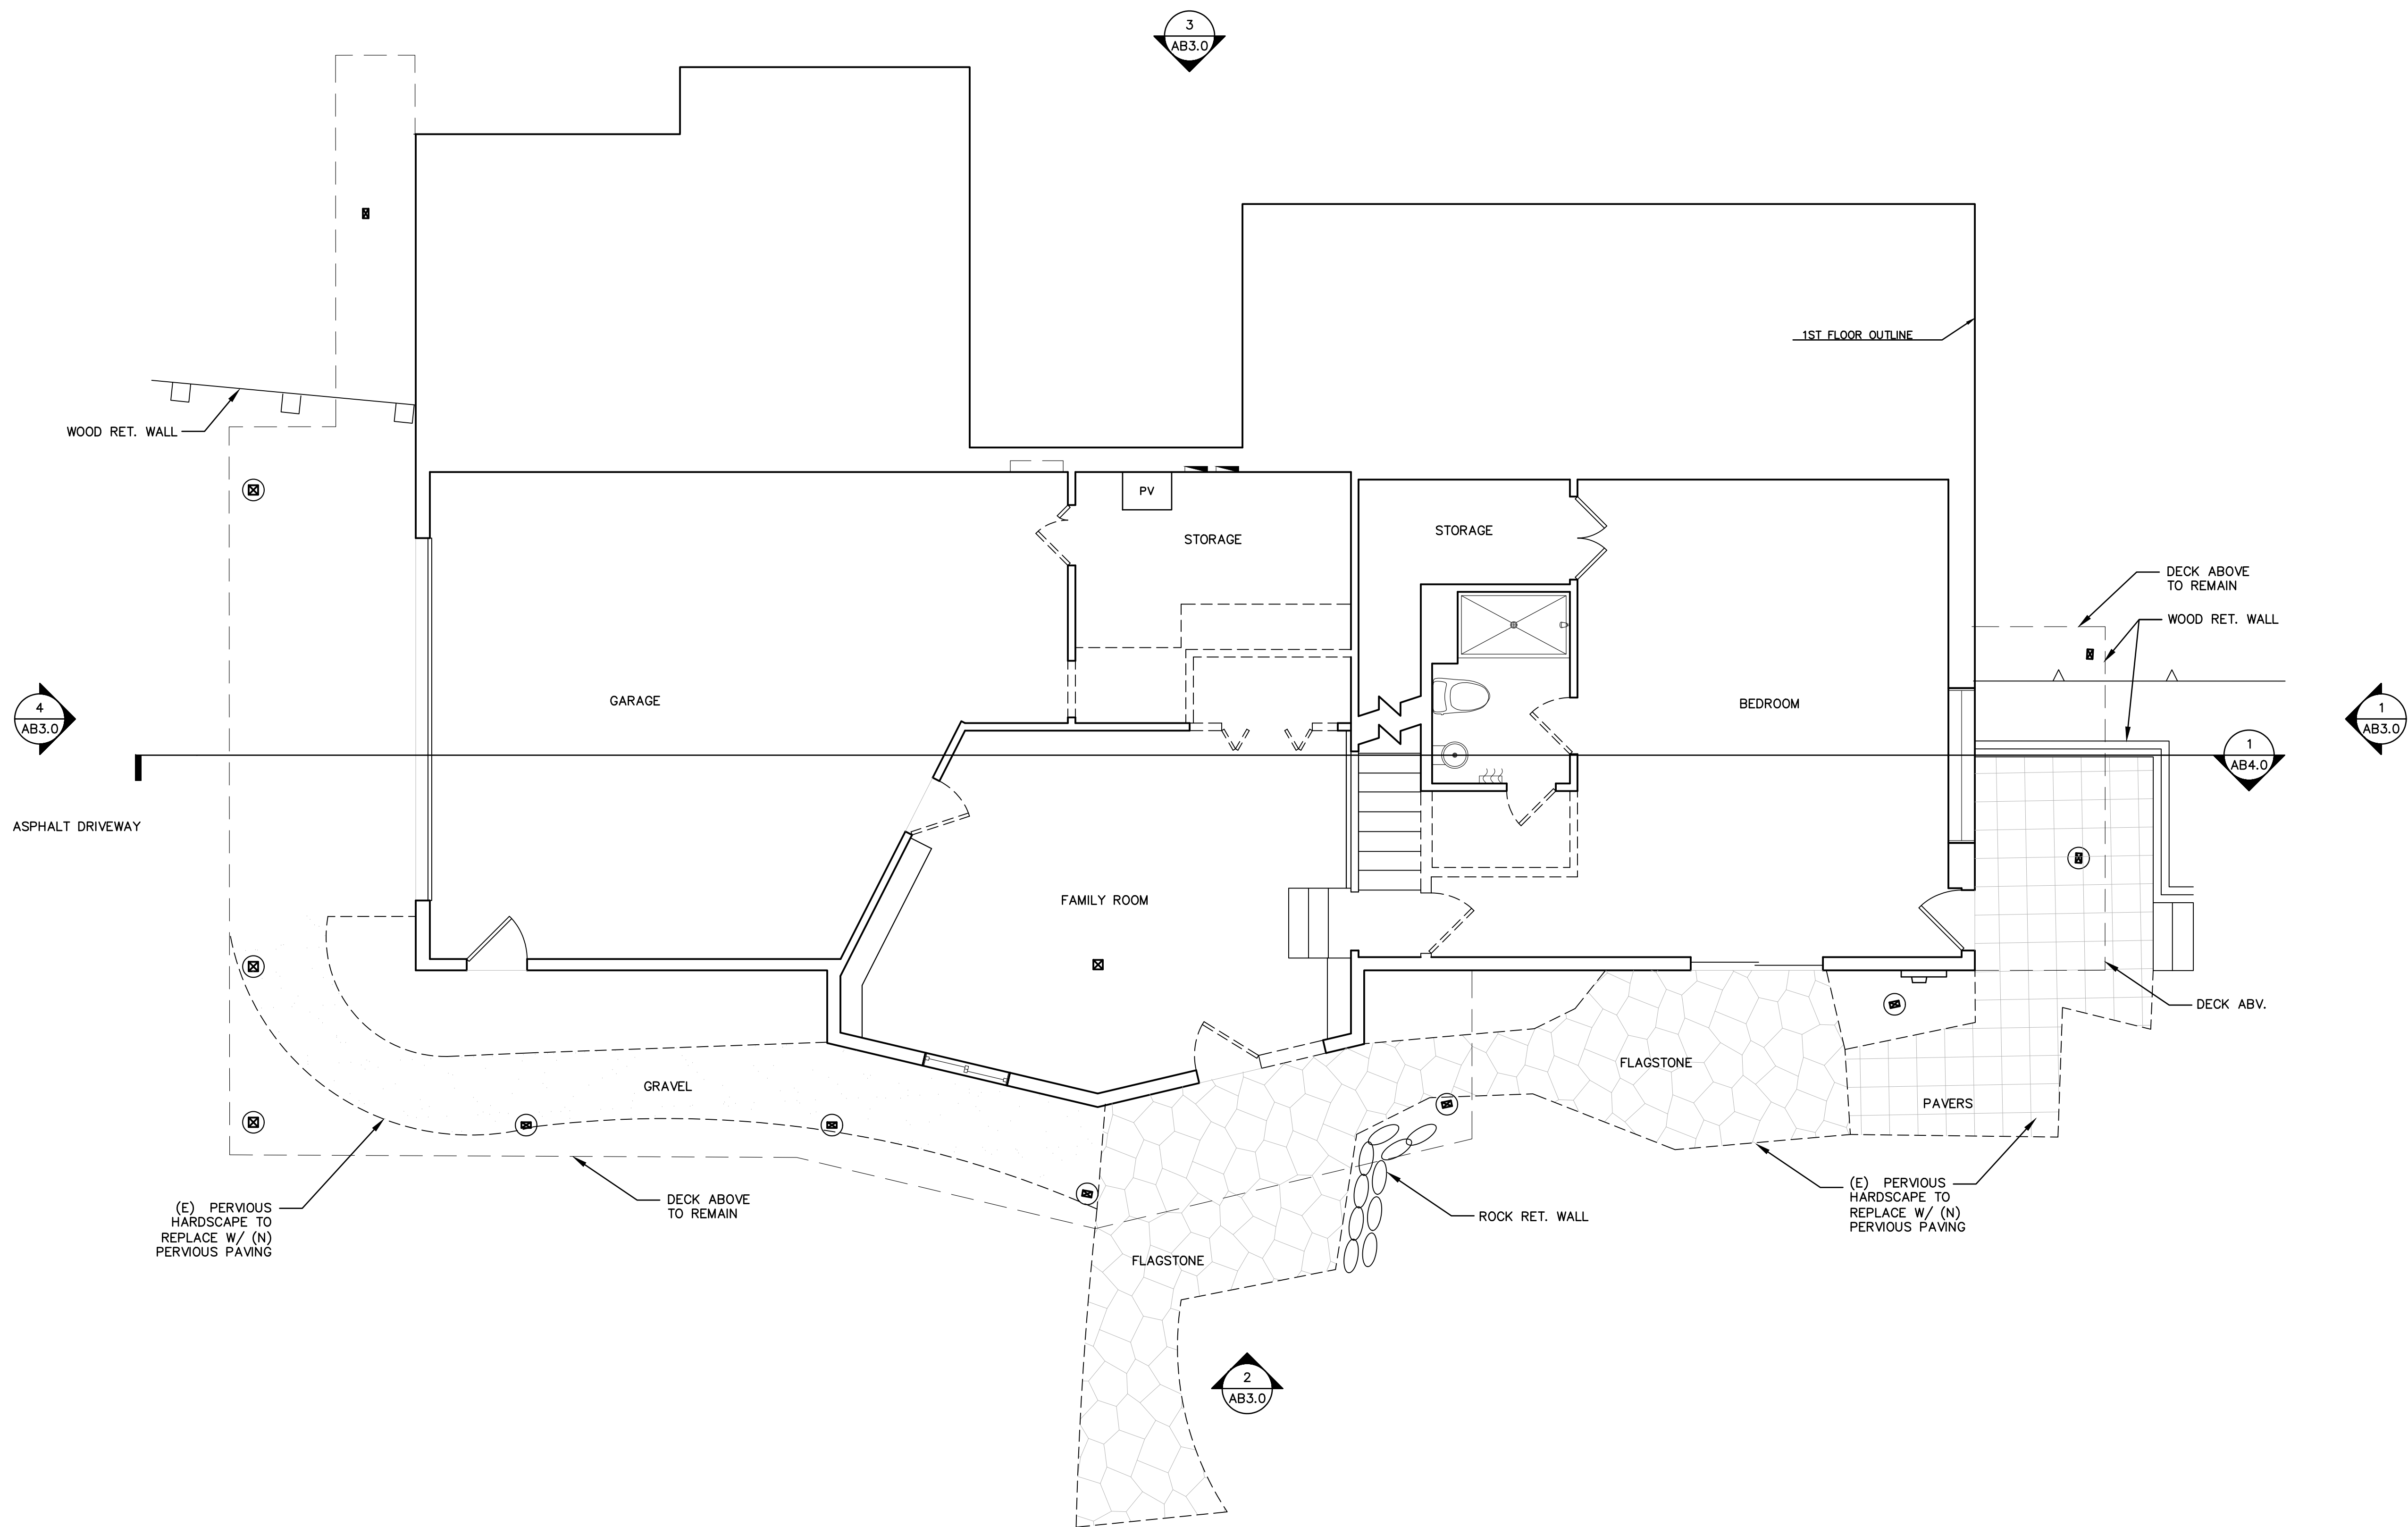 3
AB3.0
1ST FLOOR OUTLINE
WOOD RET. WALL
PV
STORAGE
STORAGE
DECK ABOVE
TO REMAIN
WOOD RET. WALL
GARAGE
BEDROOM
4
AB3.0
1
AB3.0
1
AB4.0
ASPHALT DRIVEWAY
FAMILY ROOM
DECK ABV.
FLAGSTONE
GRAVEL
PAVERS
(E) PERVIOUS
HARDSCAPE TO
REPLACE W/ (N)
PERVIOUS PAVING
DECK ABOVE
TO REMAIN
ROCK RET. WALL
(E) PERVIOUS
HARDSCAPE TO
REPLACE W/ (N)
PERVIOUS PAVING
FLAGSTONE
2
AB3.0